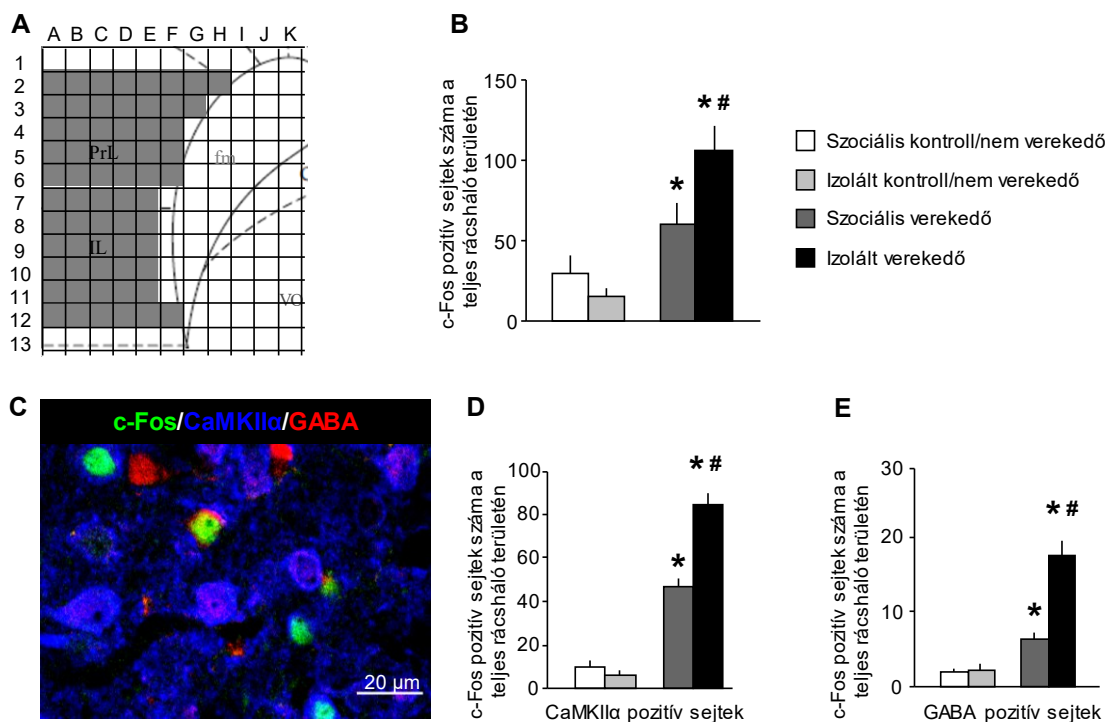 A
A B C D E F G H I J K
1
2
3
4
5
6
7
8
9
10
11
12
13
PrL
fm
IL
VO
B
c-Fos pozitív sejtek száma a
teljes rácsháló területén
150
100
50
0
*
* #
Szociális kontroll/nem verekedő
Izolált kontroll/nem verekedő
Szociális verekedő
Izolált verekedő
C
c-Fos/CaMKIIα/GABA
20 µm
D
c-Fos pozitív sejtek száma a
teljes rácsháló területén
100
80
60
40
20
0
*
* #
CaMKIIα pozitív sejtek
E
c-Fos pozitív sejtek száma a
teljes rácsháló területén
30
20
10
0
*
* #
GABA pozitív sejtek